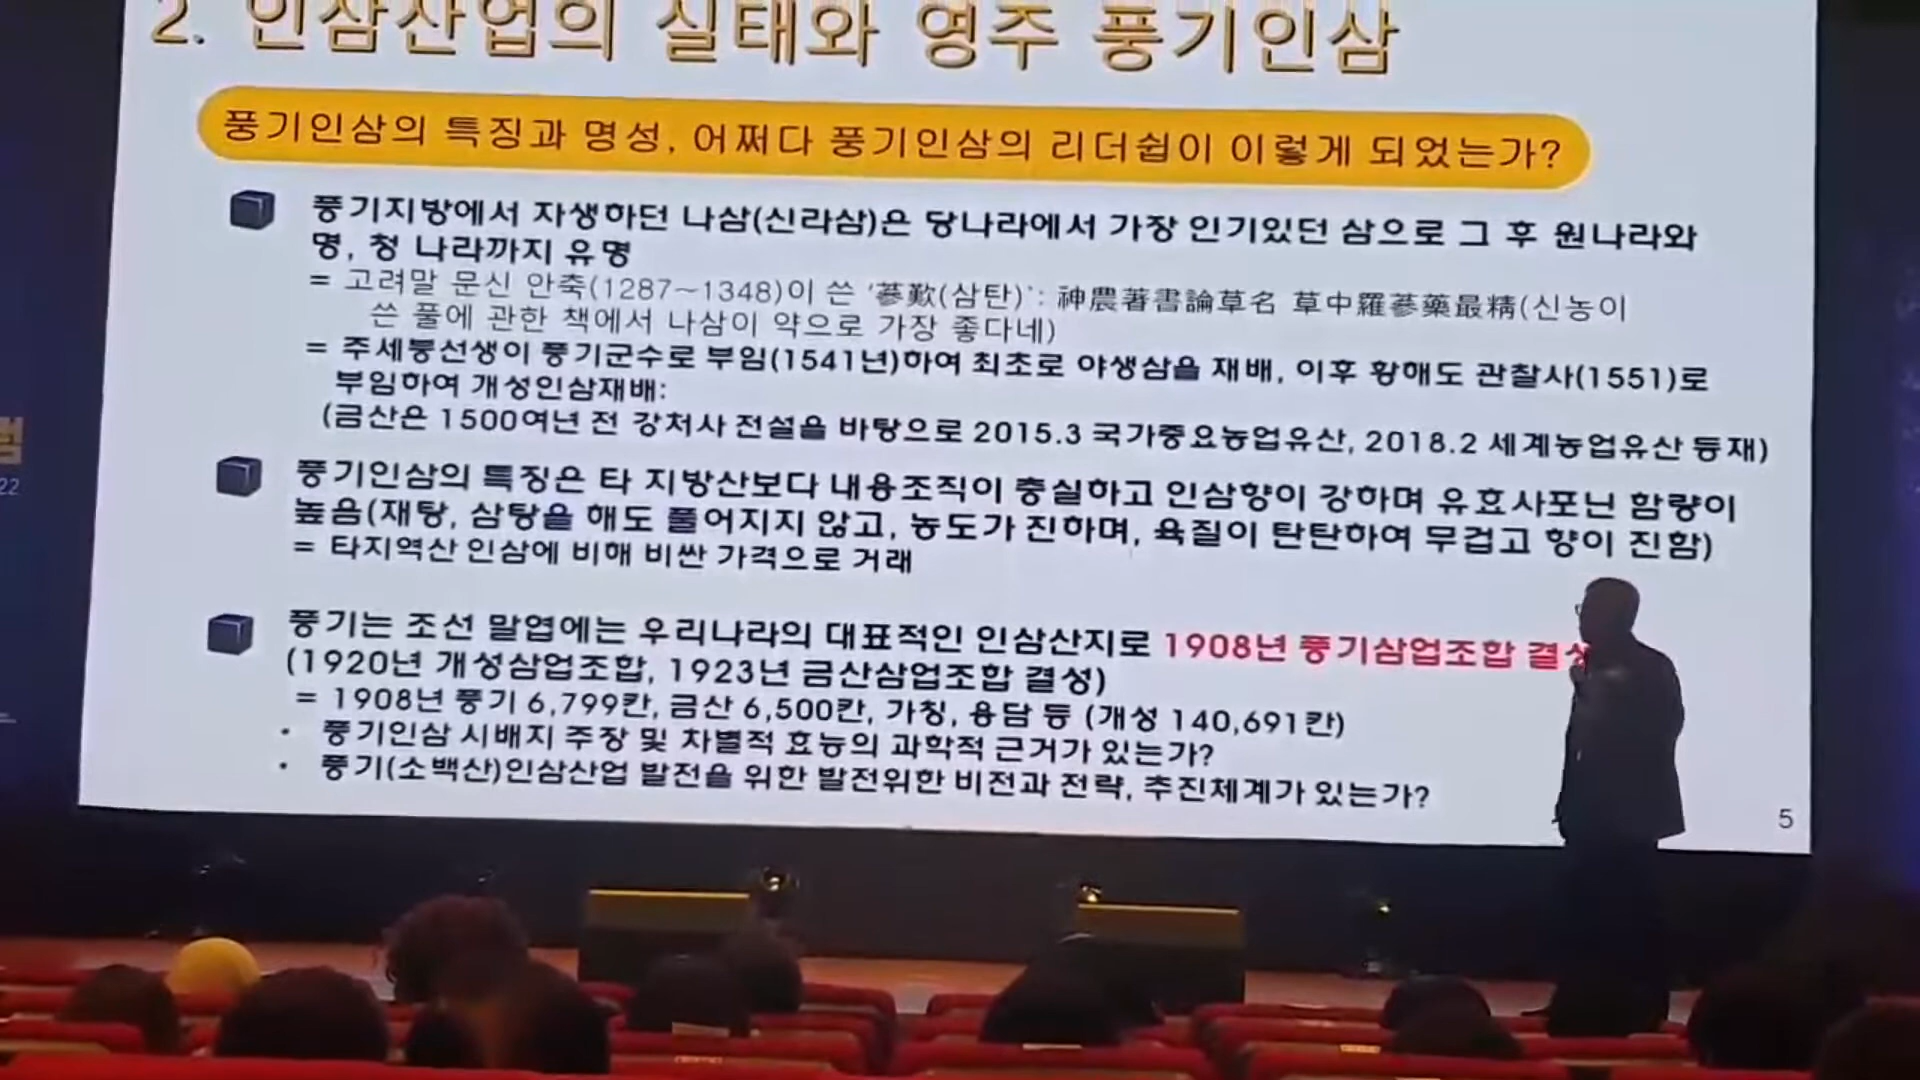 2. 인삼산업의 실태와 영주 풍기인삼
풍기인삼의 특징과 명성, 어쩌다 풍기인삼의 리더쉽이 이렇게 되었는가?
풍기지방에서 자생하던 나삼(신라삼)은 당나라에서 가장 인기있던 삼으로 그 후 원나라와
명, 청 나라까지 유명
= 고려말 문신 안축(1287~1348)이 쓴 '蔘歎(삼탄)': 神農著書論草名 草中羅蔘藥最精(신농이
쓴 풀에 관한 책에서 나삼이 약으로 가장 좋다네)
= 주세붕선생이 풍기군수로 부임(1541년)하여 최초로 야생삼을 재배, 이후 황해도 관찰사(1551)로
부임하여 개성인삼재배:
(금산은 1500여년 전 강처사 전설을 바탕으로 2015.3 국가중요농업유산, 2018.2 세계농업유산 등재)
풍기인삼의 특징은 타 지방산보다 내용조직이 충실하고 인삼향이 강하며 유효사포닌 함량이
높음(재탕, 삼탕을 해도 풀어지지 않고, 농도가 진하며, 육질이 탄탄하여 무겁고 향이 진함)
= 타지역산 인삼에 비해 비싼 가격으로 거래
풍기는 조선 말엽에는 우리나라의 대표적인 인삼산지로 1908년 풍기삼업조합 결성
(1920년 개성삼업조합, 1923년 금산삼업조합 결성)
= 1908년 풍기 6,799칸, 금산 6,500칸, 가칭, 용담 등 (개성 140,691칸)
• 풍기인삼 시배지 주장 및 차별적 효능의 과학적 근거가 있는가?
• 풍기(소백산)인삼산업 발전을 위한 발전위한 비전과 전략, 추진체계가 있는가?
5
럼
22